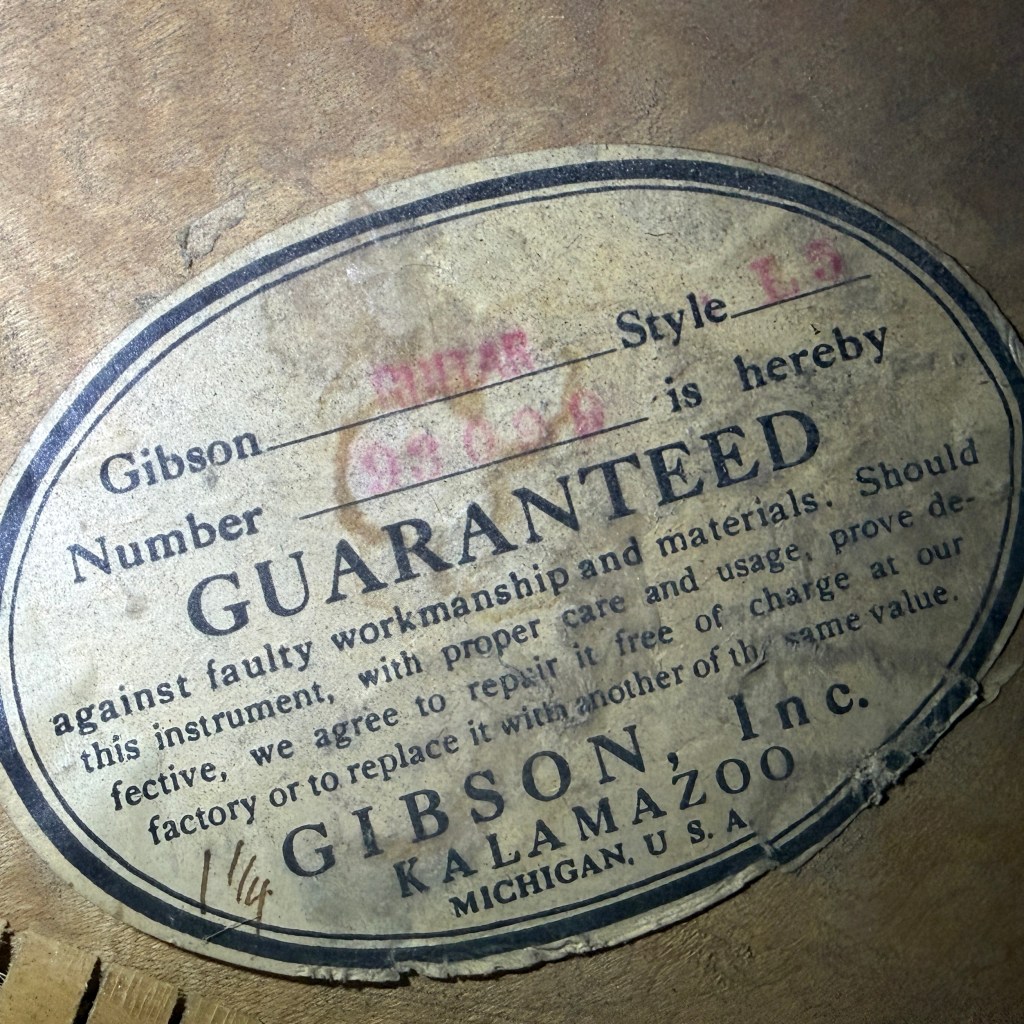 Gibson GUITAR Style L 5
Number is hereby
GUARANTEED
against faulty workmanship and materials. Should
this instrument, with proper care and usage, prove de-
fective, we agree to repair it free of charge at our
factory or to replace it with another of the same value.
GIBSON, Inc.
KALAMAZOO
MICHIGAN, U. S. A
1 1/4